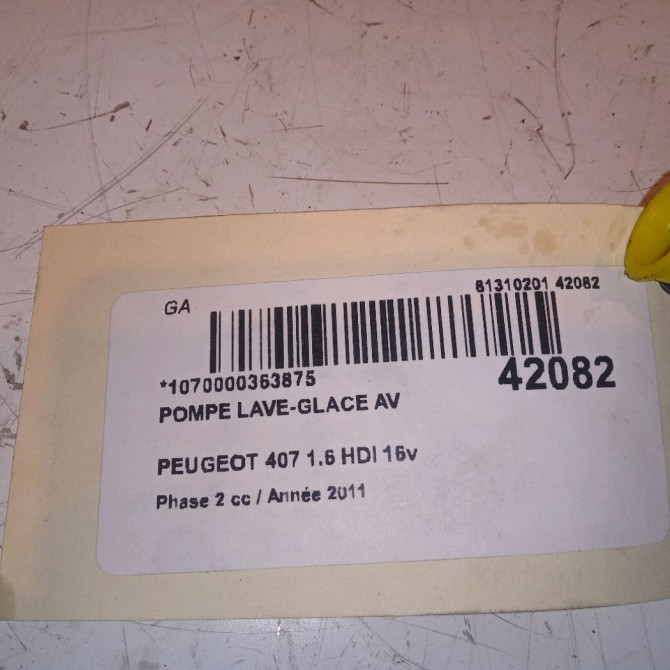 GA
81310201 42082
*1070000363875
42082
POMPE LAVE-GLACE AV
PEUGEOT 407 1.6 HDI 16v
Phase 2 cc / Année 2011